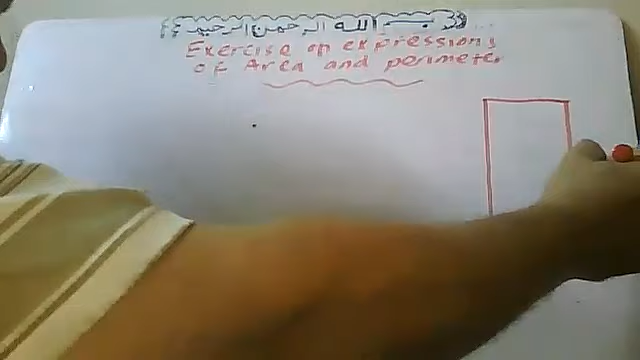 بسم الله الرحمن الرحيم
Exercise on expressions
of Area and perimeter